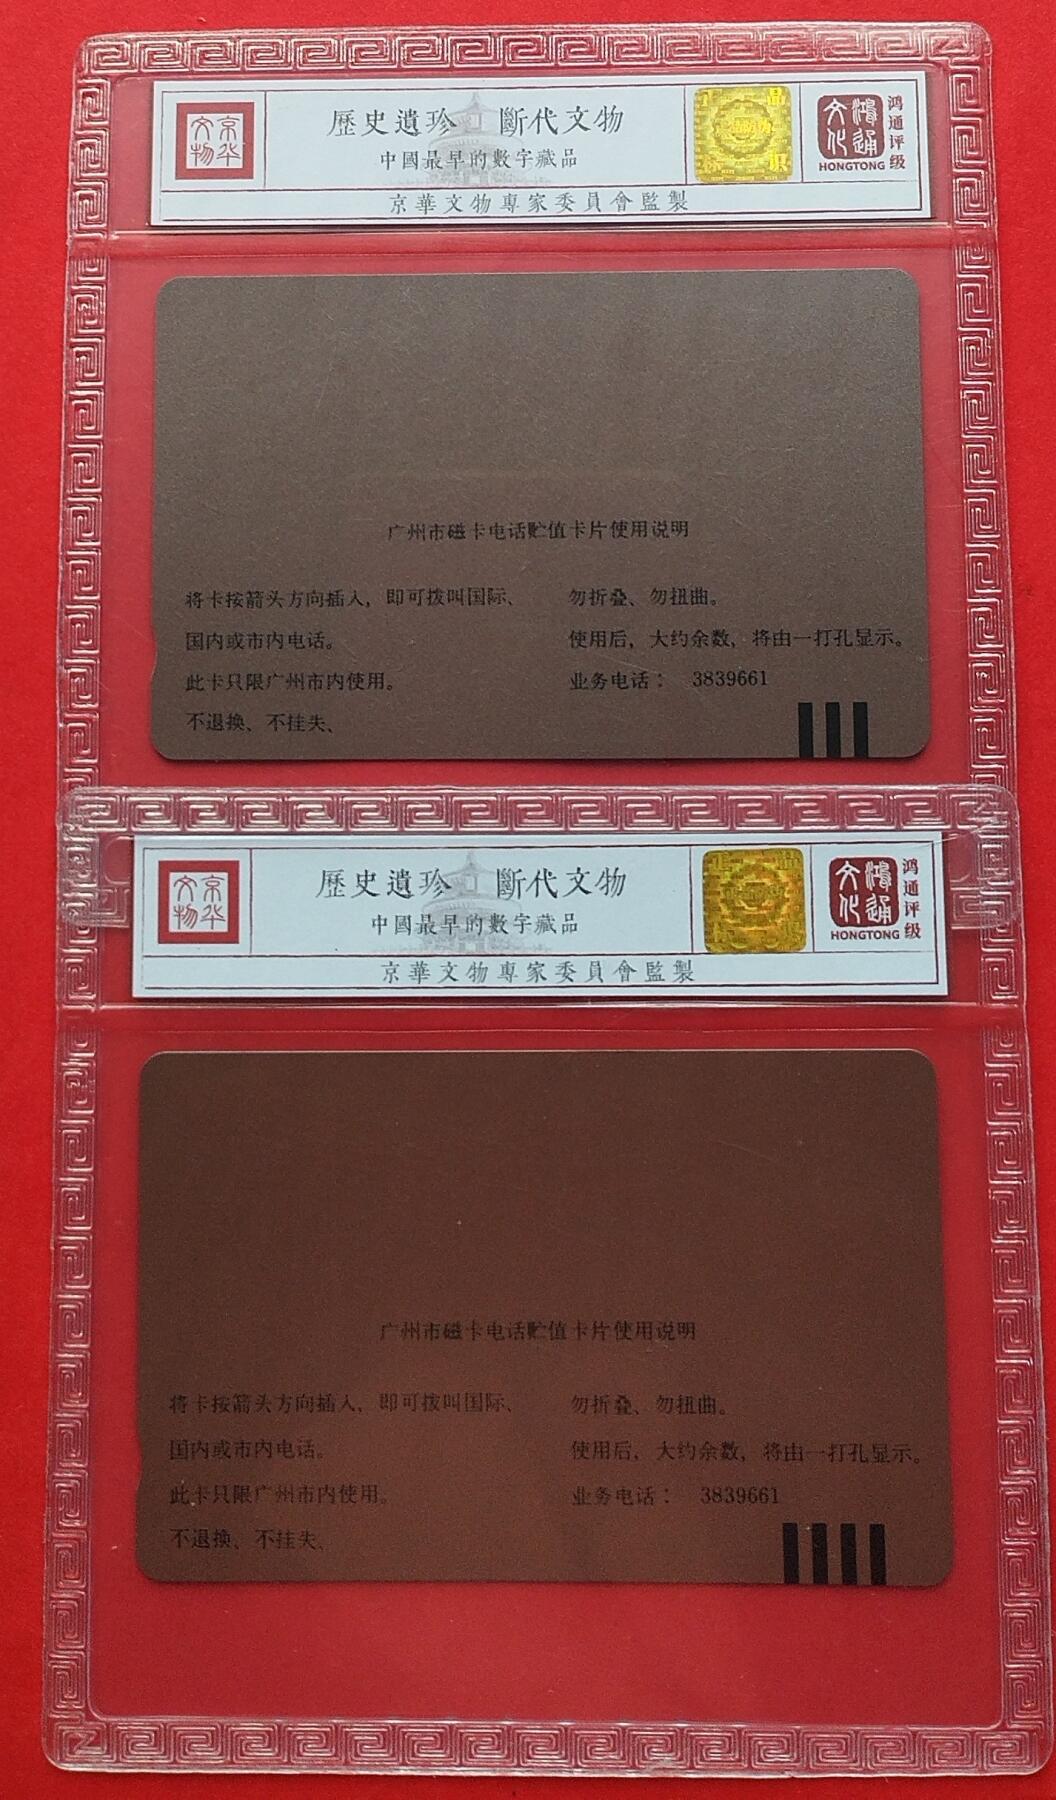 京华
文物
歷史遺珍 斷代文物
中國最早的數字藏品
京華文物專家委員會監製
鴻通
文化
HONGTONG
鸿通评级
广州市磁卡电话贮值卡片使用说明
将卡按箭头方向插入，即可拨叫国际、
国内或市内电话。
此卡只限广州市内使用。
不退换、不挂失、
勿折叠、勿扭曲。
使用后，大约余数，将由一打孔显示。
业务电话： 3839661
京华
文物
歷史遺珍 斷代文物
中國最早的數字藏品
京華文物專家委員會監製
鴻通
文化
HONGTONG
鸿通评级
广州市磁卡电话贮值卡片使用说明
将卡按箭头方向插入，即可拨叫国际、
国内或市内电话。
此卡只限广州市内使用。
不退换、不挂失、
勿折叠、勿扭曲。
使用后，大约余数，将由一打孔显示。
业务电话： 3839661